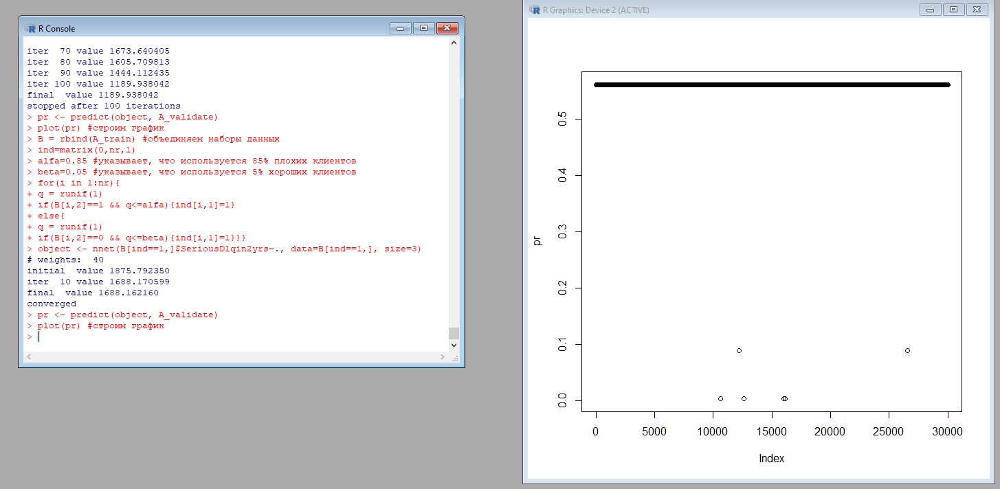 R Console
iter  70 value 1673.640405
iter  80 value 1605.709813
iter  90 value 1444.112435
iter 100 value 1189.938042
final  value 1189.938042
stopped after 100 iterations
> pr <- predict(object, A_validate)
> plot(pr) #строим график
> B = rbind(A_train) #объединяем наборы данных
> ind=matrix(0,nr,1)
> alfa=0.85 #указывает, что используется 85% плохих клиентов
> beta=0.05 #указывает, что используется 5% хороших клиентов
> for(i in 1:nr){
+ q = runif(1)
+ if(B[i,2]==1 && q<=alfa){ind[i,1]=1}
+ else{
+ q = runif(1)
+ if(B[i,2]==0 && q<=beta){ind[i,1]=1}}}
> object <- nnet(B[ind==1,]$SeriousDlqin2yrs~., data=B[ind==1,], size=3)
# weights:  40
initial  value 1875.792350
iter  10 value 1688.170599
final  value 1688.162160
converged
> pr <- predict(object, A_validate)
> plot(pr) #строим график
>
R Graphics: Device 2 (ACTIVE)
pr
0.5
0.4
0.3
0.2
0.1
0.0
0 5000 10000 15000 20000 25000 30000
Index